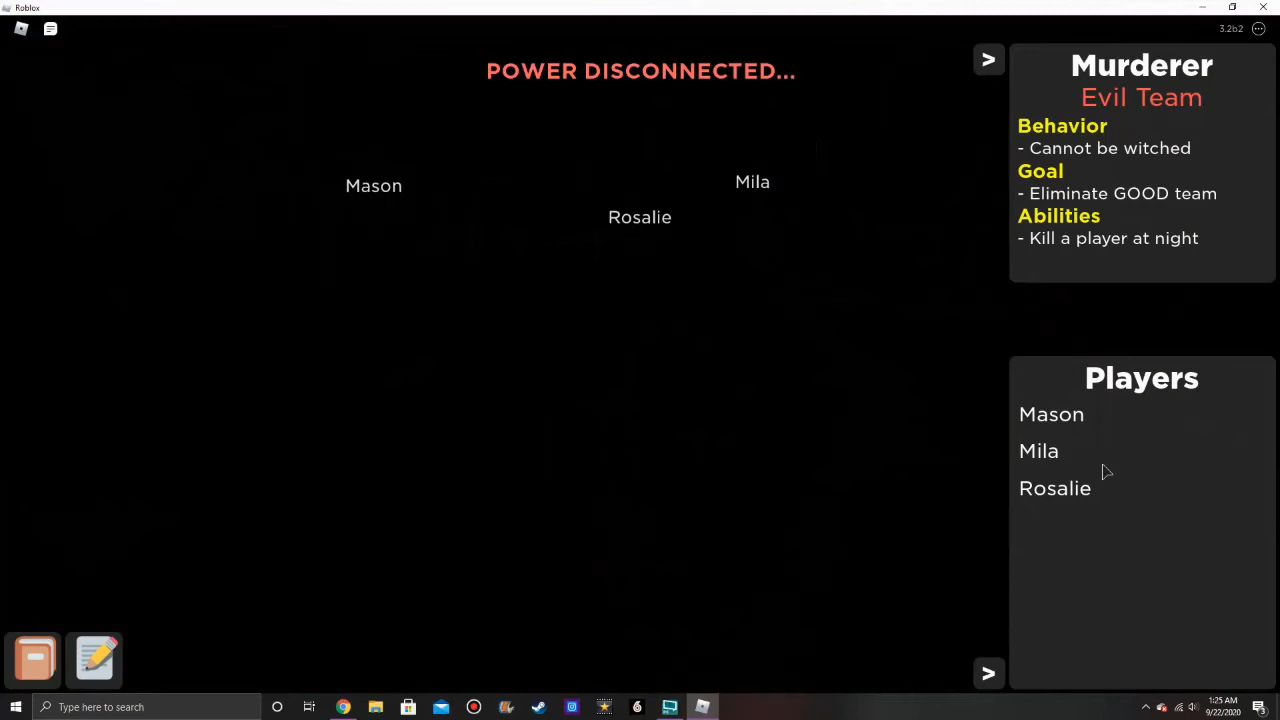 Roblox
3.2b2
POWER DISCONNECTED...
Mason
Mila
Rosalie
>
Murderer
Evil Team
Behavior
- Cannot be witched
Goal
- Eliminate GOOD team
Abilities
- Kill a player at night
Players
Mason
Mila
Rosalie
>
Type here to search
1:25 AM
9/22/2020